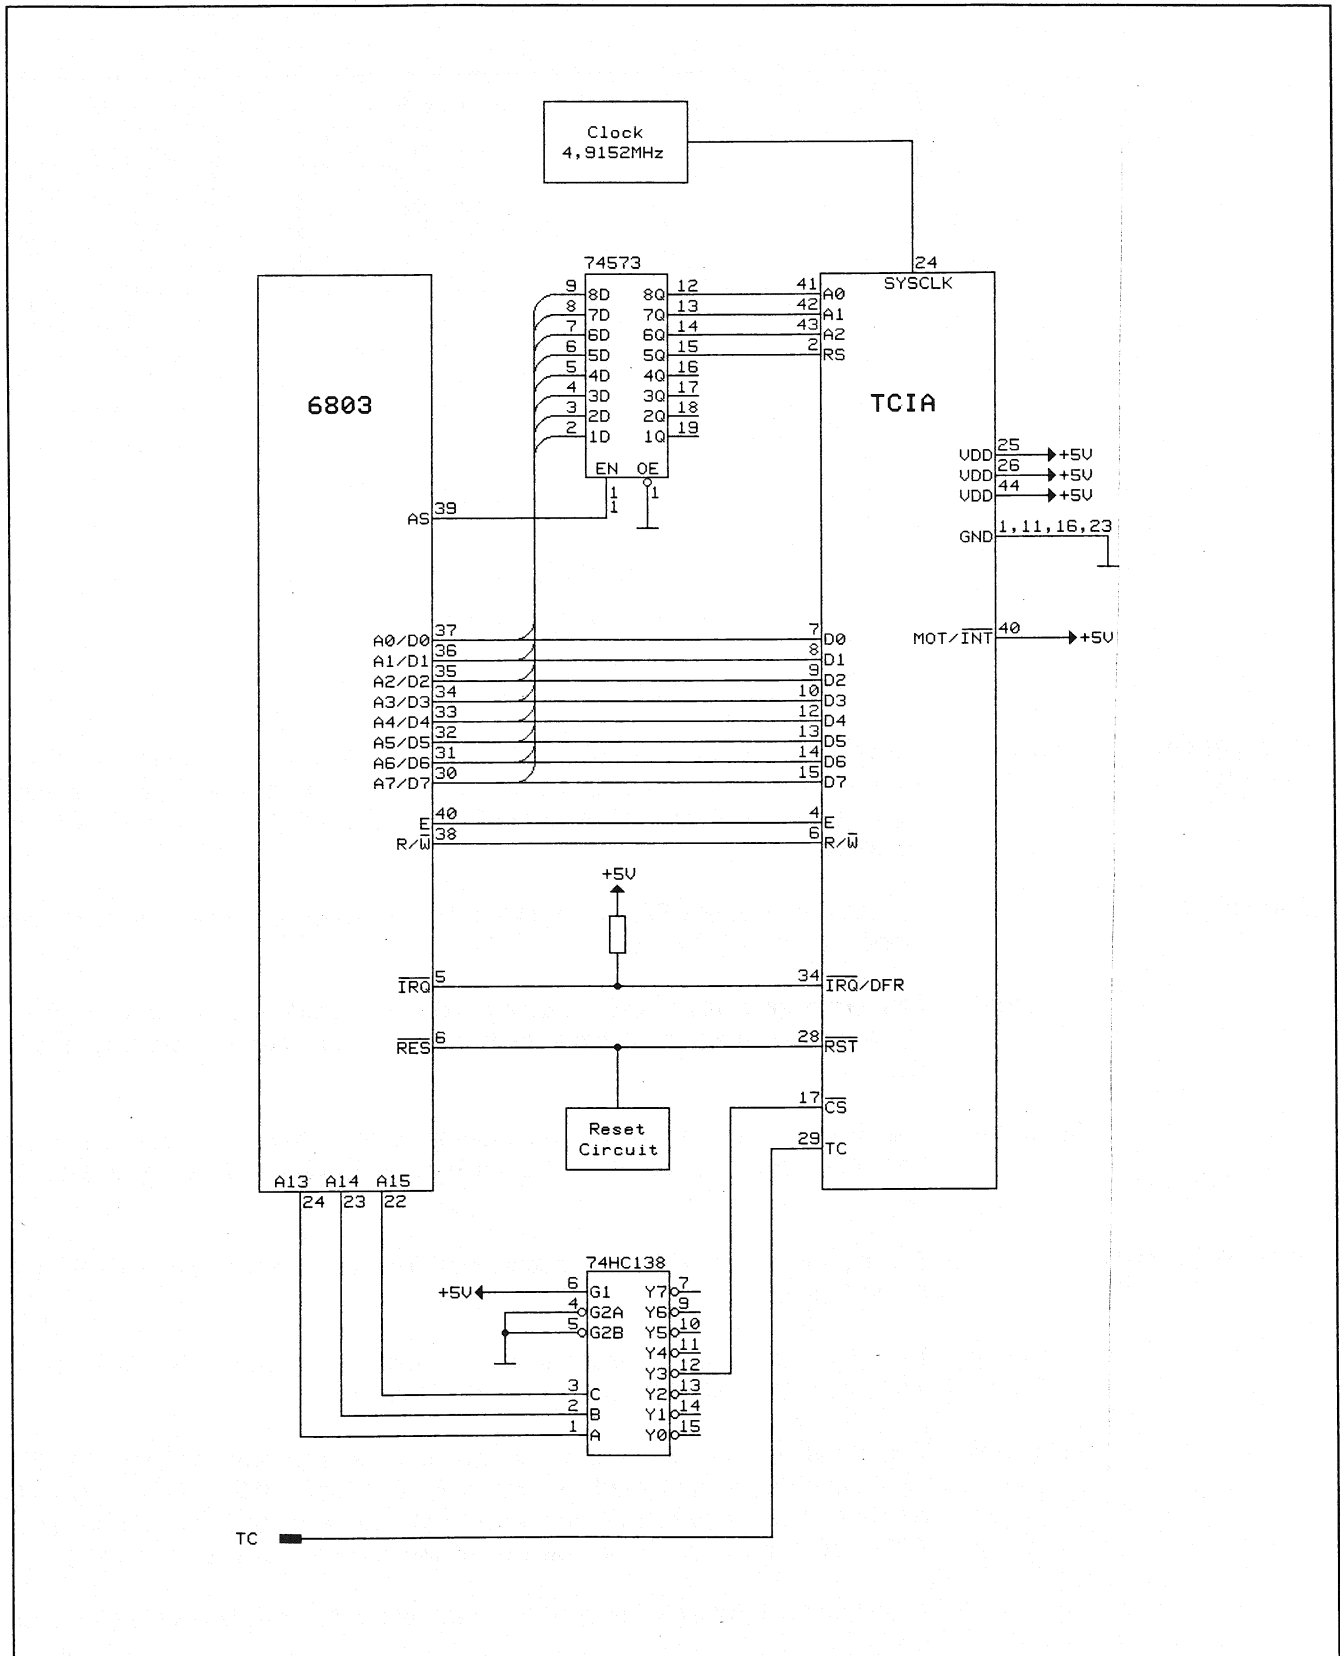 Clock
4,9152MHz
24
SYSCLK
74573
9 8D 8Q 12
8 7D 7Q 13
7 6D 6Q 14
6 5D 5Q 15
5 4D 4Q 16
4 3D 3Q 17
3 2D 2Q 18
2 1D 1Q 19
EN OE
1
1
1
41 A0
42 A1
43 A2
2 RS
6803
TCIA
VDD 25 +5V
VDD 26 +5V
VDD 44 +5V
GND 1,11,16,23
MOT/I̅N̅T̅ 40 +5V
AS 39
A0/D0 37 7 D0
A1/D1 36 8 D1
A2/D2 35 9 D2
A3/D3 34 10 D3
A4/D4 33 12 D4
A5/D5 32 13 D5
A6/D6 31 14 D6
A7/D7 30 15 D7
E 40 4 E
R/W̅ 38 6 R/W̅
+5V
I̅R̅Q̅ 5 34 I̅R̅Q̅/DFR
R̅E̅S̅ 6 28 R̅S̅T̅
Reset
Circuit
17 C̅S̅
29 TC
A13 A14 A15
24 23 22
74HC138
+5V 6 G1 Y7 7
4 G2A Y6 9
5 G2B Y5 10
Y4 11
Y3 12
3 C Y2 13
2 B Y1 14
1 A Y0 15
TC